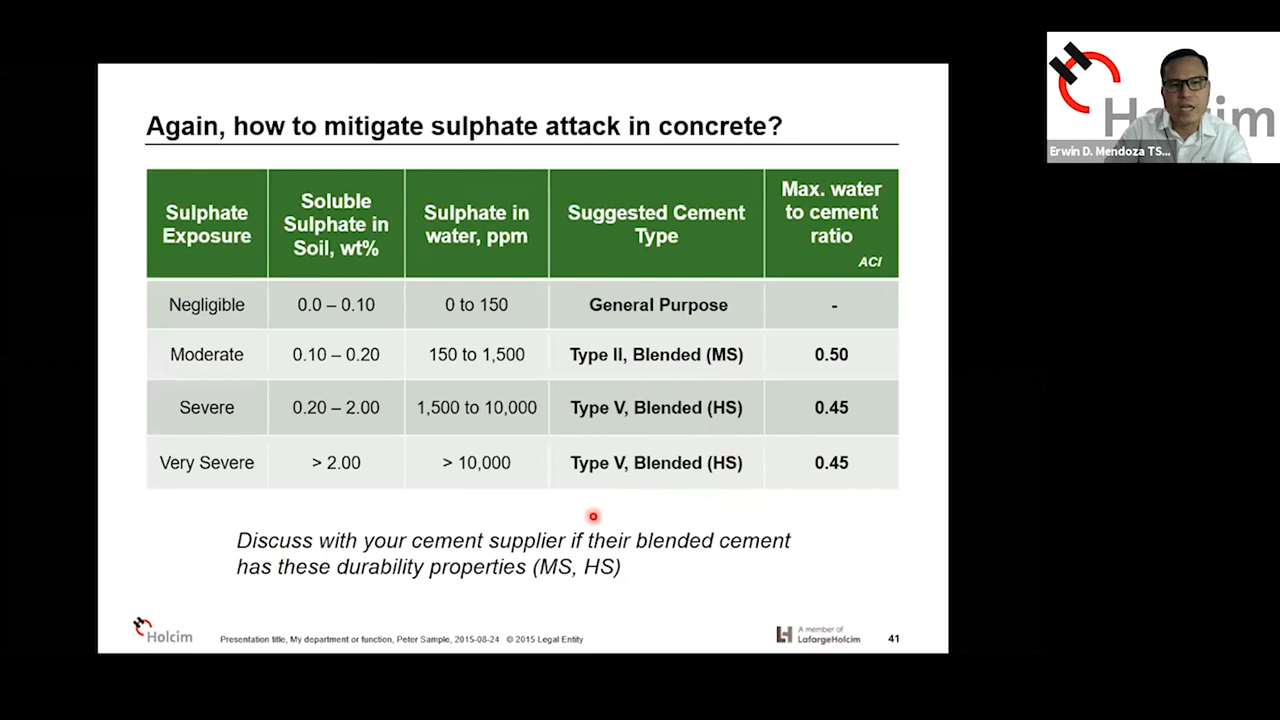 Again, how to mitigate sulphate attack in concrete?
Sulphate
Exposure
Soluble
Sulphate in
Soil, wt%
Sulphate in
water, ppm
Suggested Cement
Type
Max. water
to cement
ratio
ACI
Negligible
0.0 – 0.10
0 to 150
General Purpose
-
Moderate
0.10 – 0.20
150 to 1,500
Type II, Blended (MS)
0.50
Severe
0.20 – 2.00
1,500 to 10,000
Type V, Blended (HS)
0.45
Very Severe
> 2.00
> 10,000
Type V, Blended (HS)
0.45
Discuss with your cement supplier if their blended cement
has these durability properties (MS, HS)
Holcim
Presentation title, My department or function, Peter Sample, 2015-08-24 © 2015 Legal Entity
A member of
LafargeHolcim
41
Erwin D. Mendoza TS...